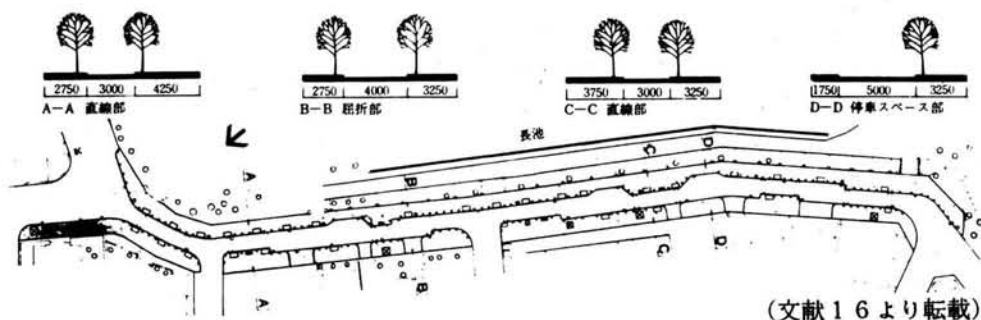 2750 3000 4250
A—A 直線部
2750 4000 3250
B—B 屈折部
3750 3000 3250
C—C 直線部
1750 5000 3250
D—D 停車スペース部
長池
A
B
C
D
A
B
C
D
(文献16より転載)